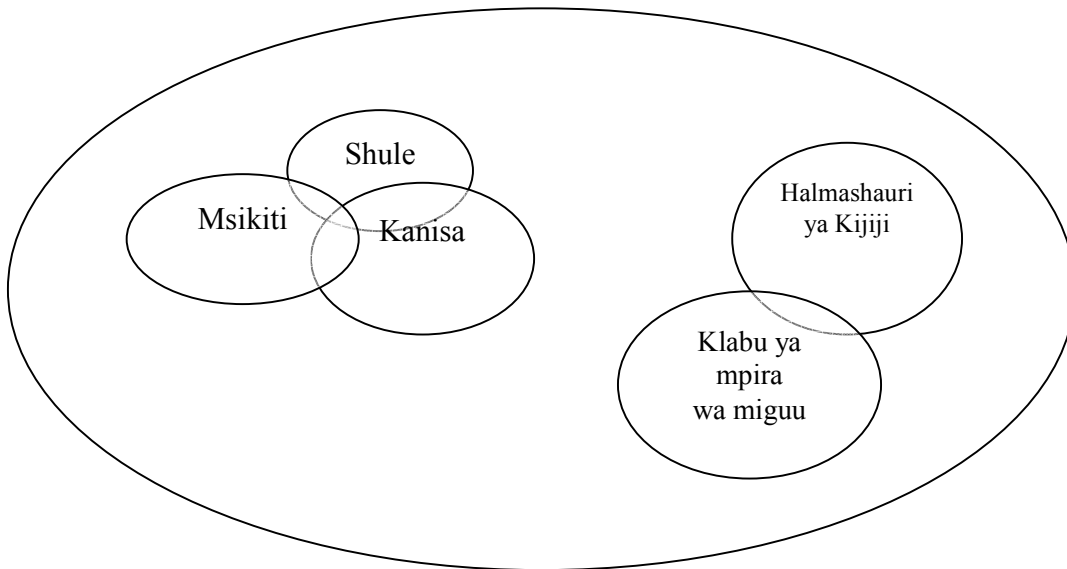 Shule
Msikiti
Kanisa
Halmashauri
ya Kijiji
Klabu ya
mpira
wa miguu